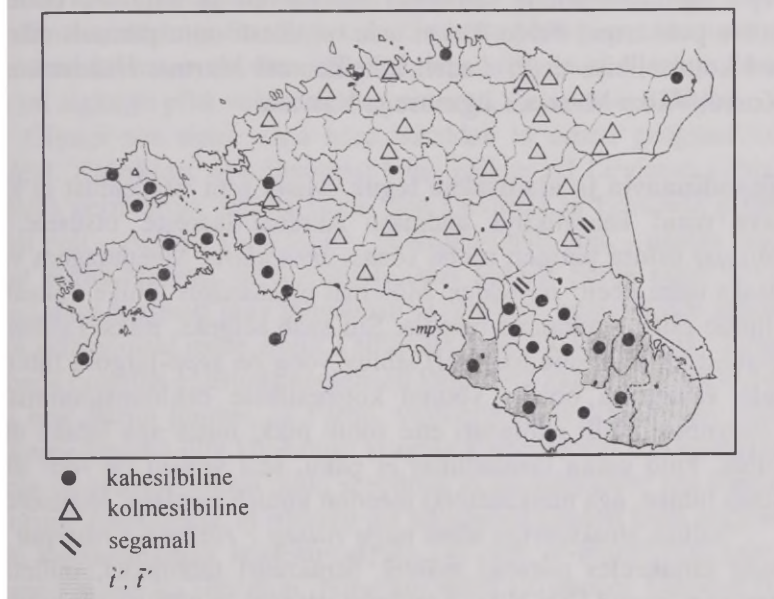 -mp
kahesilbiline
kolmesilbiline
segamall
ť, t̄´